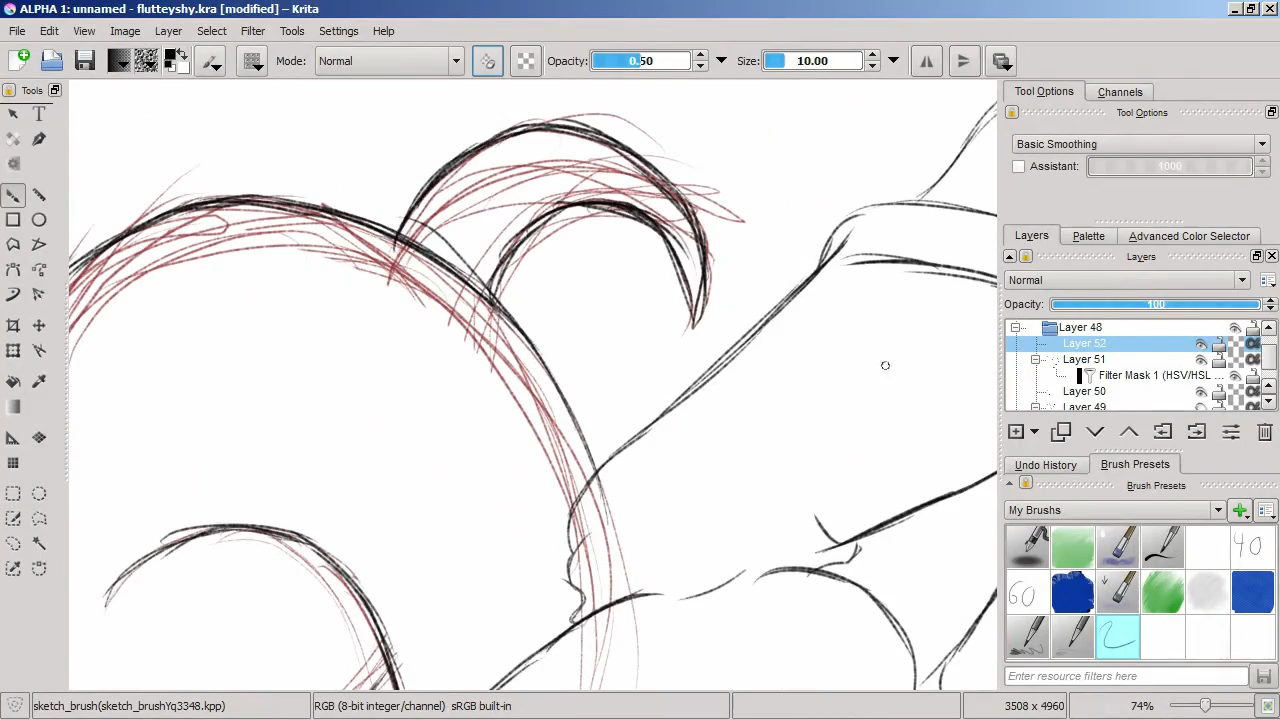 ALPHA 1: unnamed - flutteyshy.kra [modified] – Krita
File Edit View Image Layer Select Filter Tools Settings Help
Mode: Normal Opacity: 0.50 Size: 10.00
Tools
Tool Options Channels
Tool Options
Basic Smoothing
Assistant: 1000
Layers Palette Advanced Color Selector
Layers
Normal
Opacity: 100
Layer 48
Layer 52
Layer 51
Filter Mask 1 (HSV/HSL ...
Layer 50
Layer 49
Undo History Brush Presets
Brush Presets
My Brushes
40
60
Enter resource filters here
sketch_brush(sketch_brushYq3348.kpp) RGB (8-bit integer/channel) sRGB built-in 3508 x 4960 74%